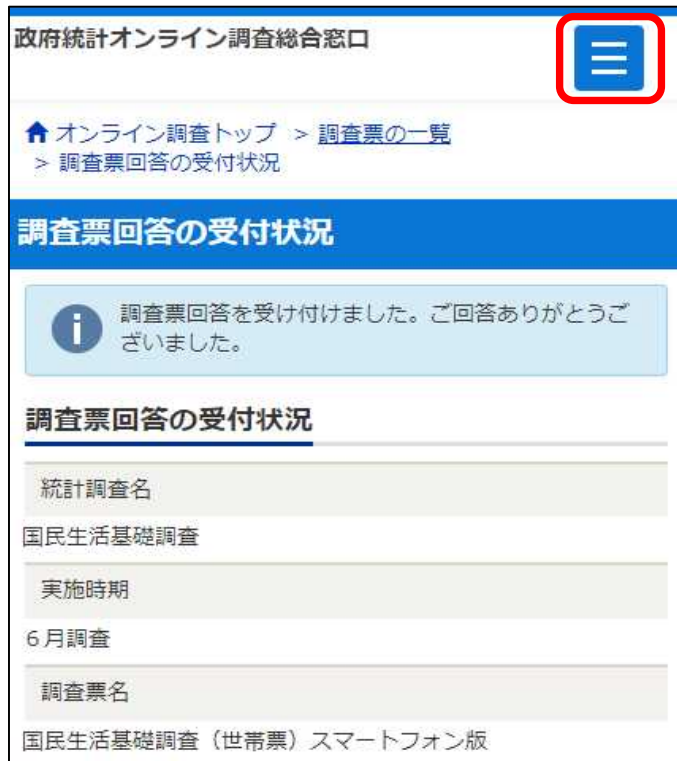 政府統計オンライン調査総合窓口
オンライン調査トップ > 調査票の一覧
> 調査票回答の受付状況
調査票回答の受付状況
調査票回答を受け付けました。ご回答ありがとうご
ざいました。
調査票回答の受付状況
統計調査名
国民生活基礎調査
実施時期
6月調査
調査票名
国民生活基礎調査（世帯票）スマートフォン版